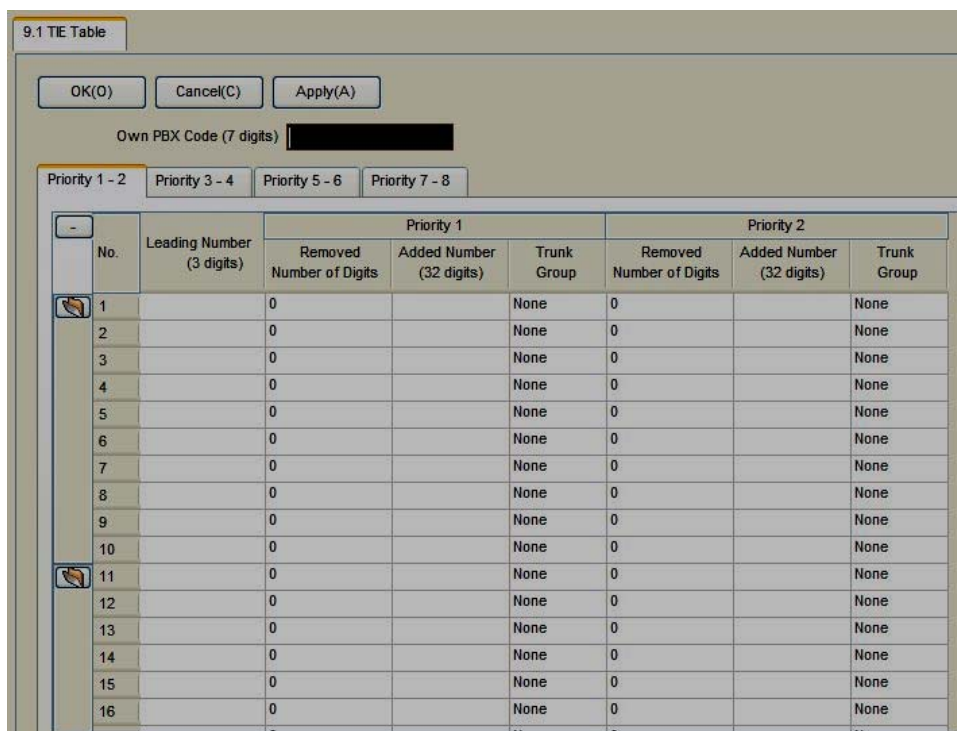 9.1 TIE Table
OK(O) Cancel(C) Apply(A)
Own PBX Code (7 digits)
Priority 1 - 2 Priority 3 - 4 Priority 5 - 6 Priority 7 - 8
- Priority 1 Priority 2
No. Leading Number (3 digits) Removed Number of Digits Added Number (32 digits) Trunk Group Removed Number of Digits Added Number (32 digits) Trunk Group
1 0 None 0 None
2 0 None 0 None
3 0 None 0 None
4 0 None 0 None
5 0 None 0 None
6 0 None 0 None
7 0 None 0 None
8 0 None 0 None
9 0 None 0 None
10 0 None 0 None
11 0 None 0 None
12 0 None 0 None
13 0 None 0 None
14 0 None 0 None
15 0 None 0 None
16 0 None 0 None